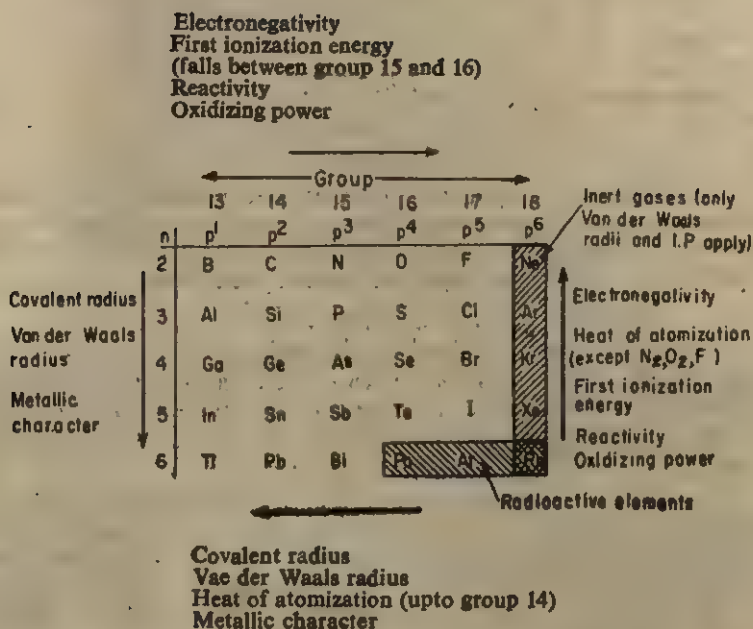 Electronegativity
First ionization energy
(falls between group 15 and 16)
Reactivity
Oxidizing power
Group
13 14 15 16 17 18
n p1 p2 p3 p4 p5 p6
2 B C N O F Ne
3 Al Si P S Cl Ar
4 Ga Ge As Se Br Kr
5 In Sn Sb Te I Xe
6 Tl Pb Bi Po
Inert gases (only
Van der Waals
radii and I.P apply)
Covalent radius
Van der Waals
radius
Metallic
character
Electronegativity
Heat of atomization
(except N2,O2,F )
First ionization
energy
Reactivity
Oxidizing power
Radioactive elements
Covalent radius
Vae der Waals radius
Heat of atomization (upto group 14)
Metallic character